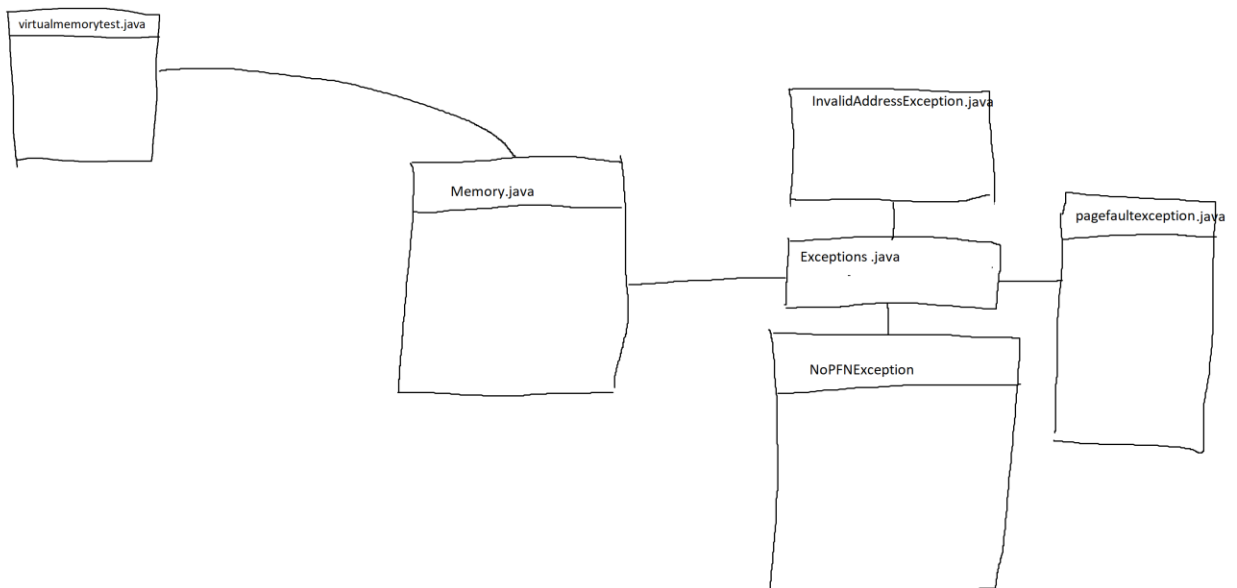 virtualmemorytest.java
InvalidAddressException.java
Memory.java
pagefaultexception.java
Exceptions .java
NoPFNException